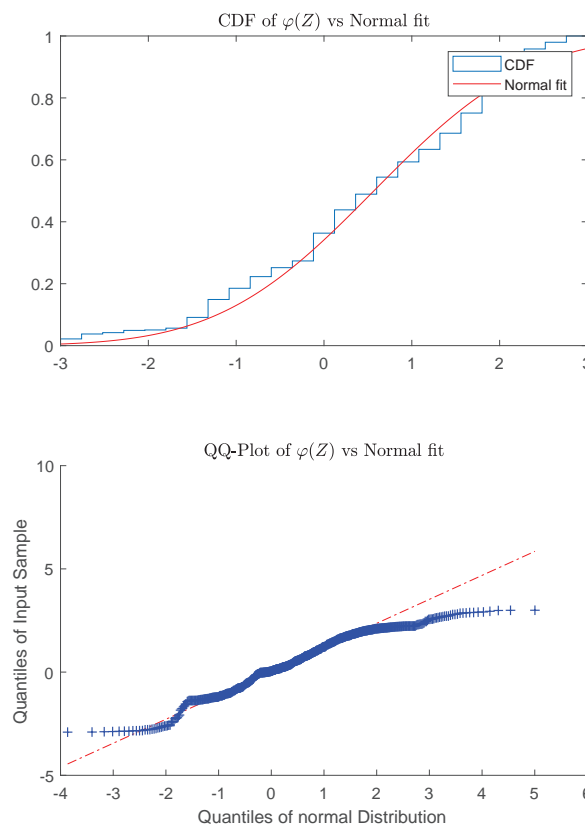 CDF of φ(Z) vs Normal fit
1
0.8
0.6
0.4
0.2
0
CDF
Normal fit
-3 -2 -1 0 1 2 3
QQ-Plot of φ(Z) vs Normal fit
10
5
0
-5
Quantiles of Input Sample
-4 -3 -2 -1 0 1 2 3 4 5 6
Quantiles of normal Distribution